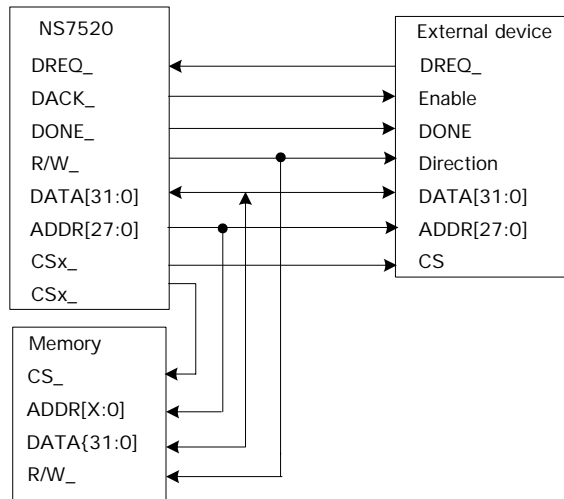 NS7520
DREQ_
DACK_
DONE_
R/W_
DATA[31:0]
ADDR[27:0]
CSx_
CSx_
External device
DREQ_
Enable
DONE
Direction
DATA[31:0]
ADDR[27:0]
CS
Memory
CS_
ADDR[X:0]
DATA{31:0]
R/W_